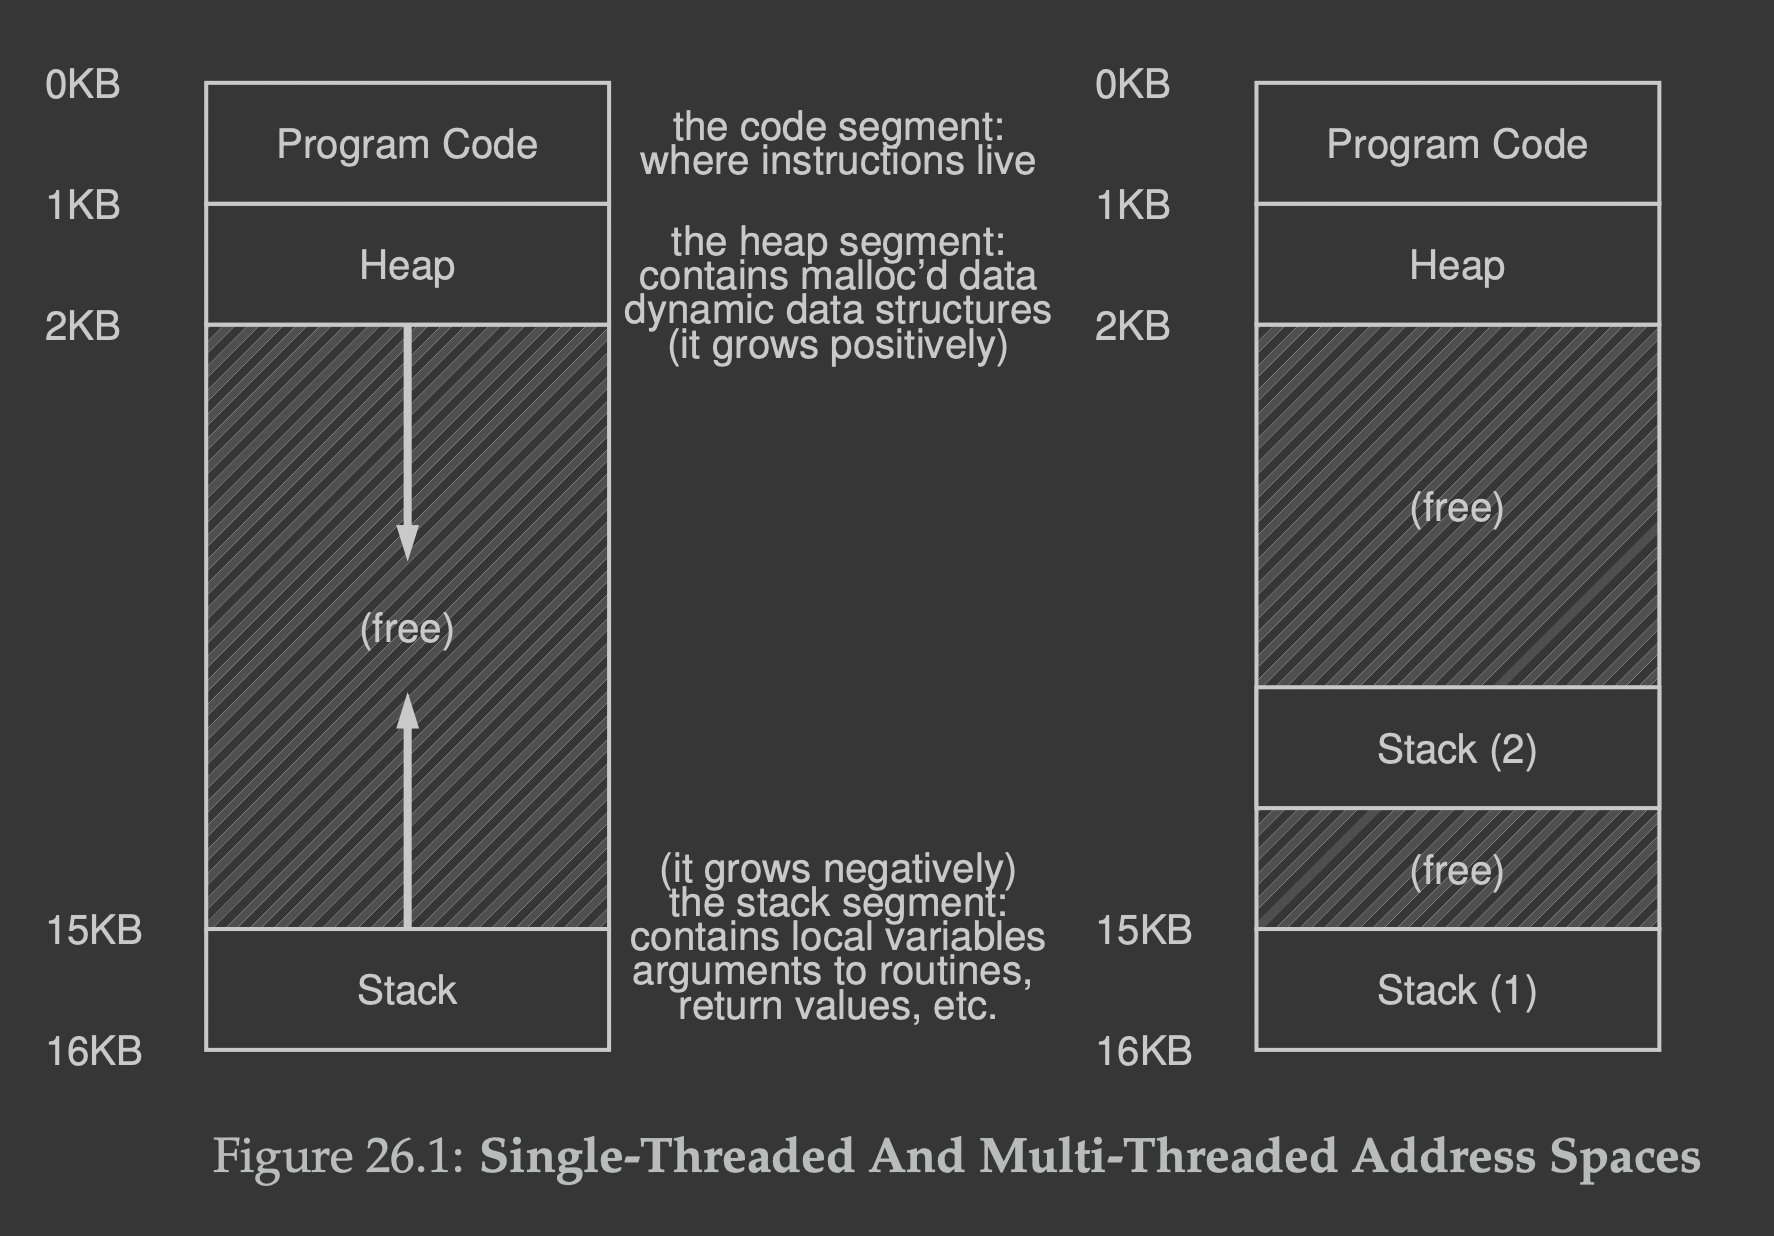 0KB
Program Code
the code segment:
where instructions live
1KB
Heap
the heap segment:
contains malloc’d data
dynamic data structures
(it grows positively)
2KB
(free)
(it grows negatively)
the stack segment:
contains local variables
arguments to routines,
return values, etc.
15KB
Stack
16KB
0KB
Program Code
1KB
Heap
2KB
(free)
Stack (2)
(free)
15KB
Stack (1)
16KB
Figure 26.1: Single-Threaded And Multi-Threaded Address Spaces